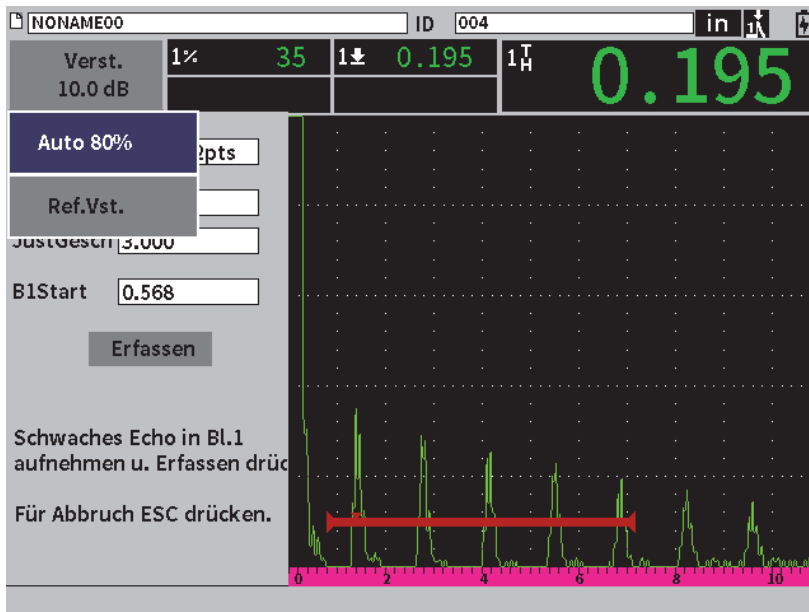 NONAME00 ID 004 in
Verst.
10.0 dB
1% 35
1 0.195
1 T H 0.195
Auto 80%
2pts
Ref.Vst.
JustGesch 3.000
B1Start 0.568
Erfassen
Schwaches Echo in Bl.1
aufnehmen u. Erfassen drüc
Für Abbruch ESC drücken.
0 2 4 6 8 10